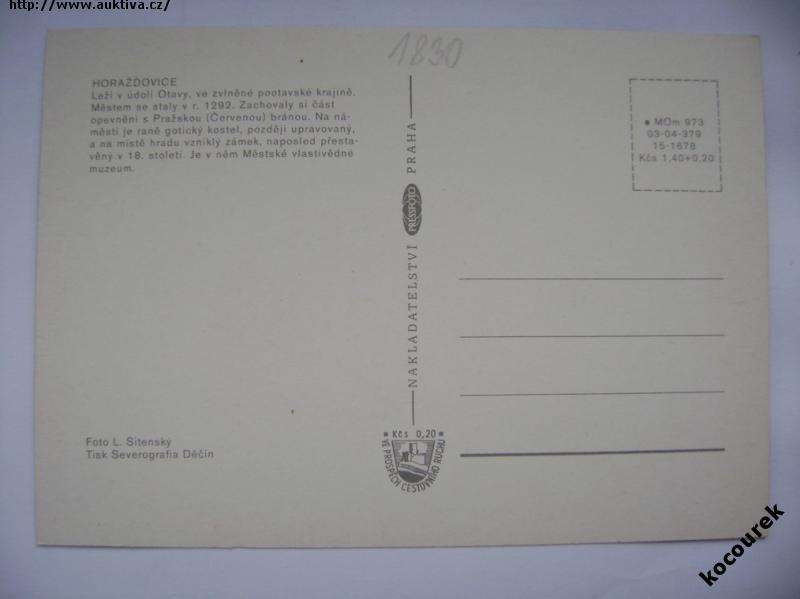 http://www.auktiva.cz/
1830
HORAŽĎOVICE
Leží v údolí Otavy, ve zvlněné pootavské krajině.
Městem se staly v r. 1292. Zachovaly si část
opevnění s Pražskou (Červenou) bránou. Na ná-
městí je raně gotický kostel, později upravovaný,
a na místě hradu vzniklý zámek, naposled přesta-
věný v 18. století. Je v něm Městské vlastivědné
muzeum.
Foto L. Sitenský
Tisk Severografia Děčín
NAKLADATELSTVÍ PRESSFOTO PRAHA
* Kčs 0,20 *
VE PROSPĚCH CESTOVNÍHO RUCHU
• MOm 973
03-04-379
15-1678
Kčs 1,40+0,20
kocourek